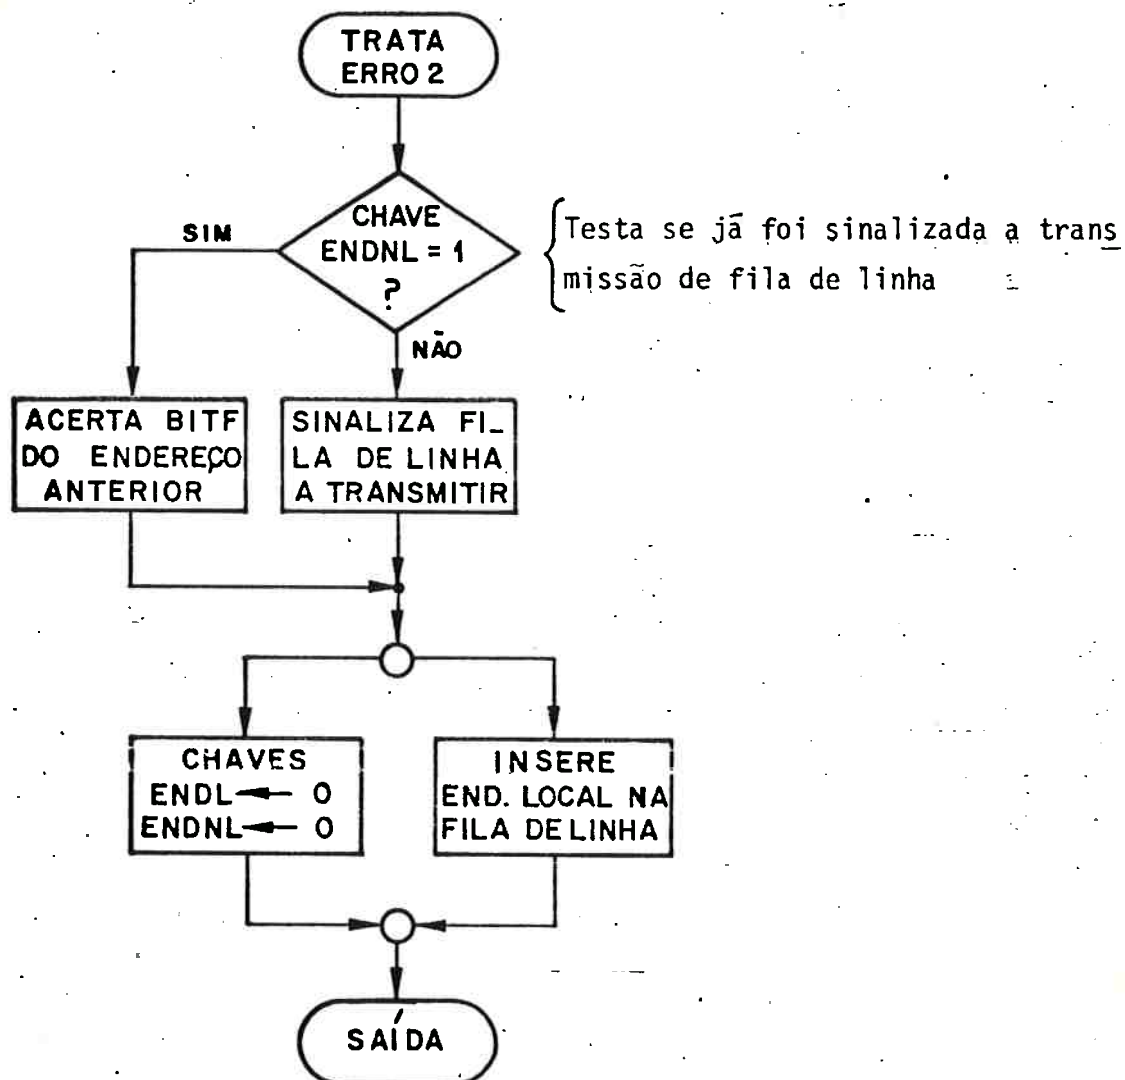 TRATA
ERRO 2
CHAVE
ENDNL = 1
?
SIM
NÃO
Testa se já foi sinalizada a trans
missão de fila de linha
ACERTA BITF
DO ENDEREÇO
ANTERIOR
SINALIZA FI_
LA DE LINHA
A TRANSMITIR
CHAVES
ENDL ← 0
ENDNL ← 0
INSERE
END. LOCAL NA
FILA DE LINHA
SAÍDA